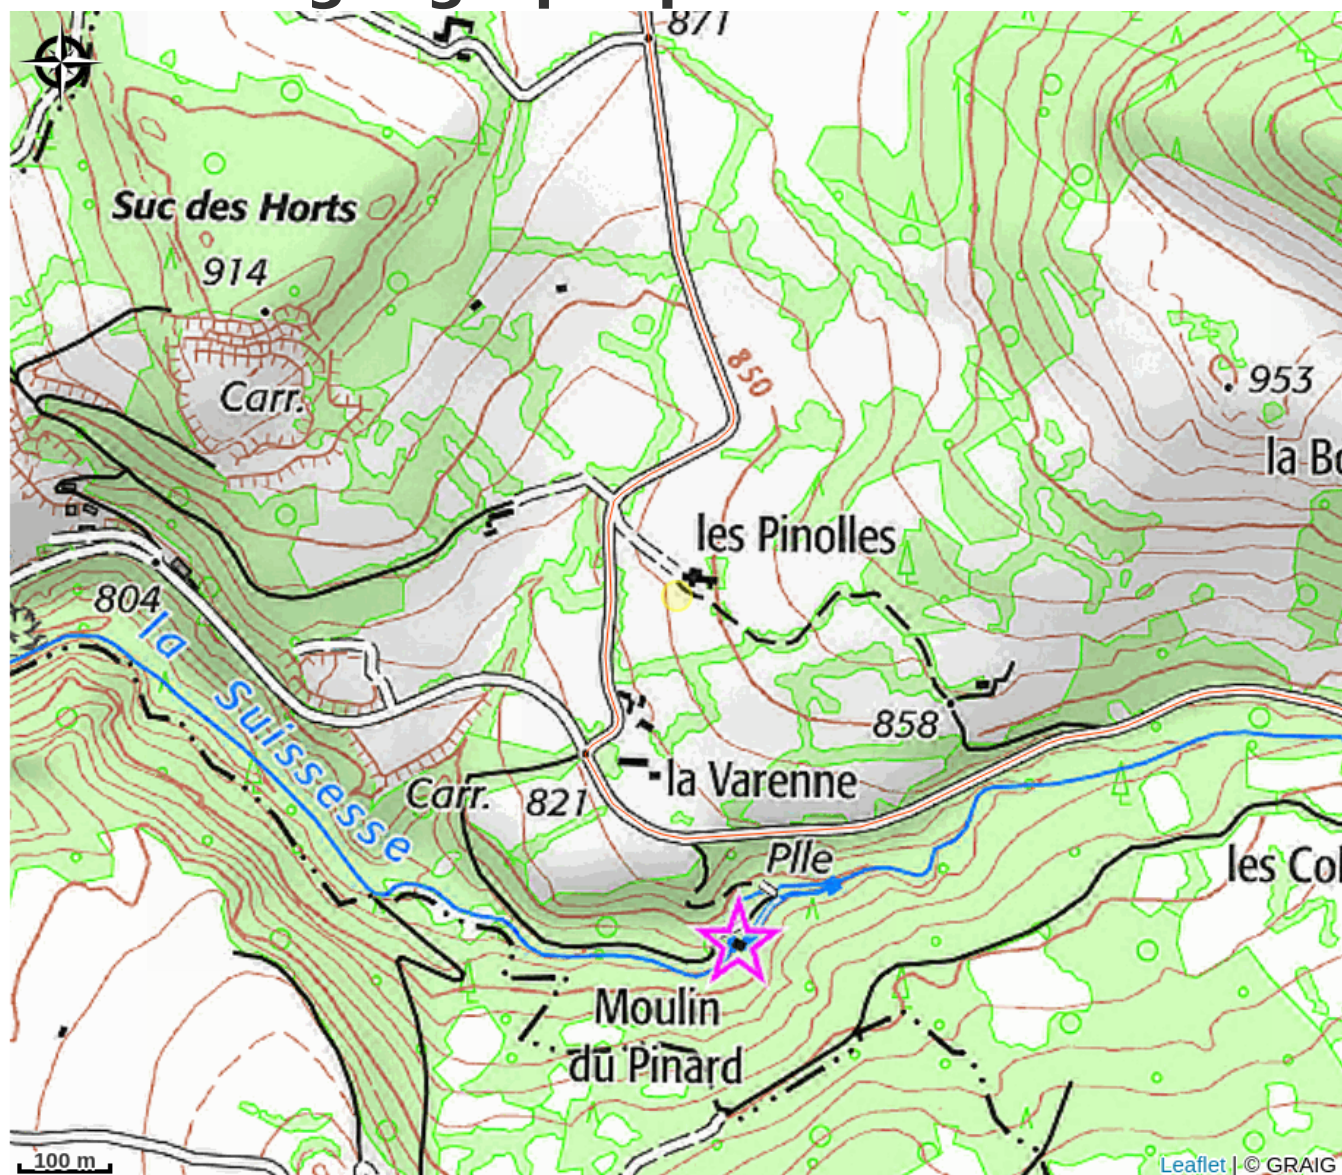 871
Suc des Horts
914
850
Carr.
953
la Bo
les Pinolles
804
la Suissesse
858
Carr.
821
la Varenne
Plle
les Col
Moulin
du Pinard
100 m
Leaflet | © GRAIG